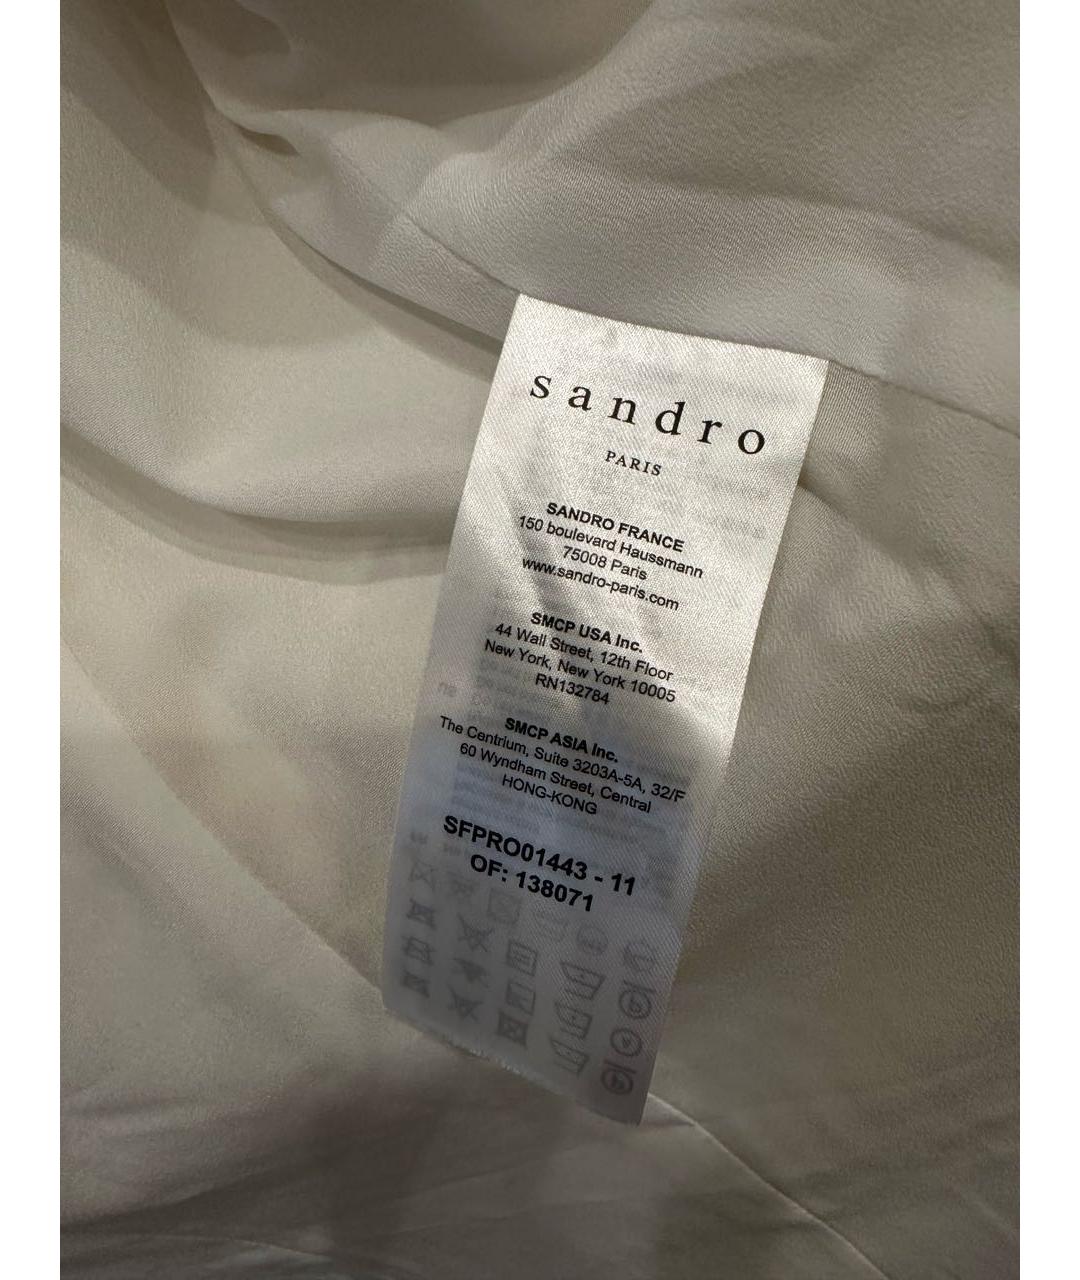 sandro
PARIS
SANDRO FRANCE
150 boulevard Haussmann
75008 Paris
www.sandro-paris.com
SMCP USA Inc.
44 Wall Street, 12th Floor
New York, New York 10005
RN132784
SMCP ASIA Inc.
The Centrium, Suite 3203A-5A, 32/F
60 Wyndham Street, Central
HONG-KONG
SFPRO01443 - 11
OF: 138071